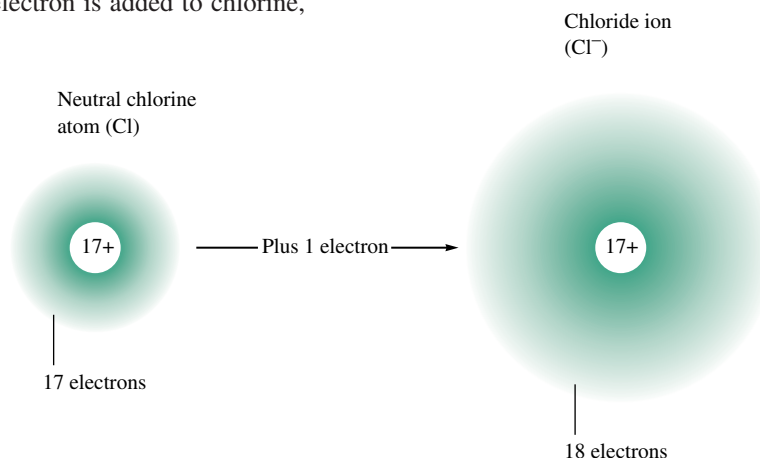 electron is added to chlorine,
Chloride ion
(Cl⁻)
Neutral chlorine
atom (Cl)
17+
Plus 1 electron
17+
17 electrons
18 electrons